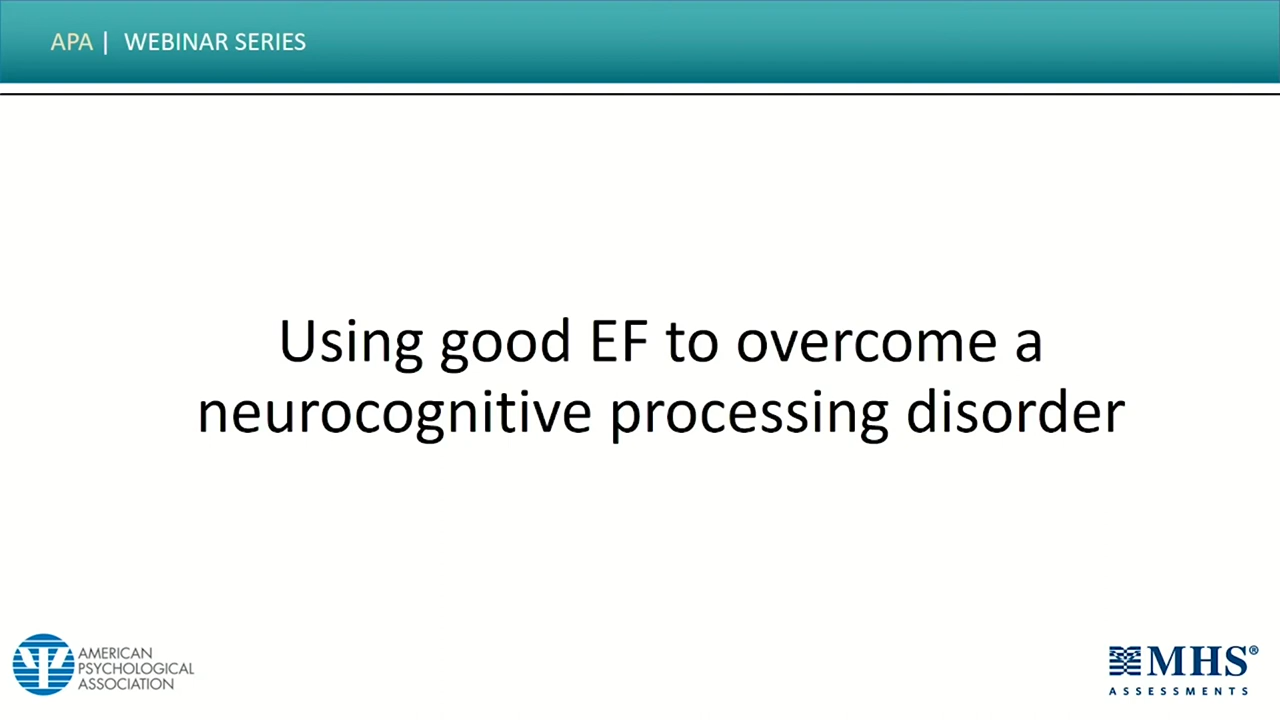 APA | WEBINAR SERIES
Using good EF to overcome a
neurocognitive processing disorder
AMERICAN
PSYCHOLOGICAL
ASSOCIATION
MHS®
ASSESSMENTS